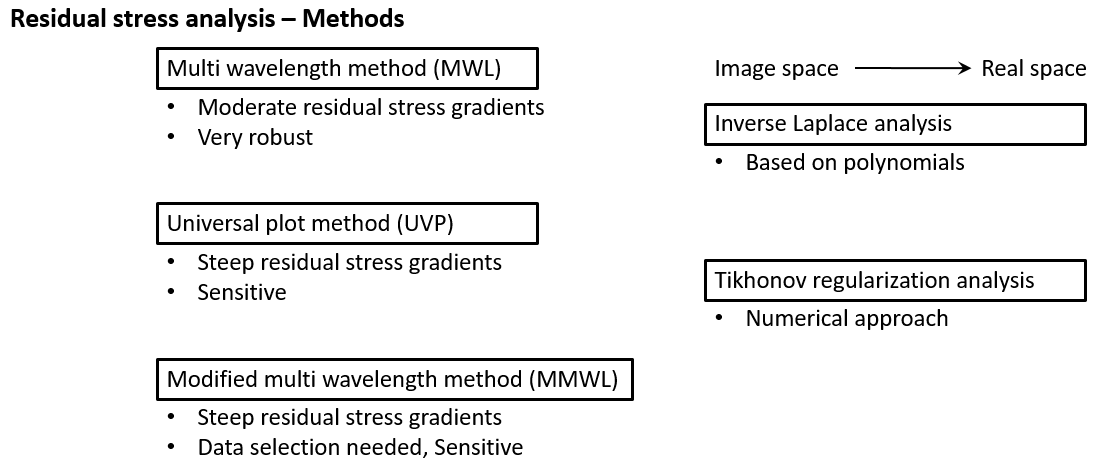 Residual stress analysis – Methods
Multi wavelength method (MWL)
• Moderate residual stress gradients
• Very robust
Universal plot method (UVP)
• Steep residual stress gradients
• Sensitive
Modified multi wavelength method (MMWL)
• Steep residual stress gradients
• Data selection needed, Sensitive
Image space → Real space
Inverse Laplace analysis
• Based on polynomials
Tikhonov regularization analysis
• Numerical approach